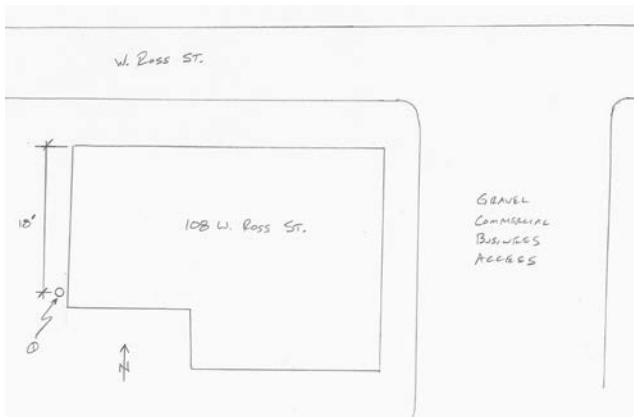 W. ROSS ST.
18'
108 W. ROSS ST.
GRAVEL
COMMERCIAL
BUSINESS
ACCESS
①
N